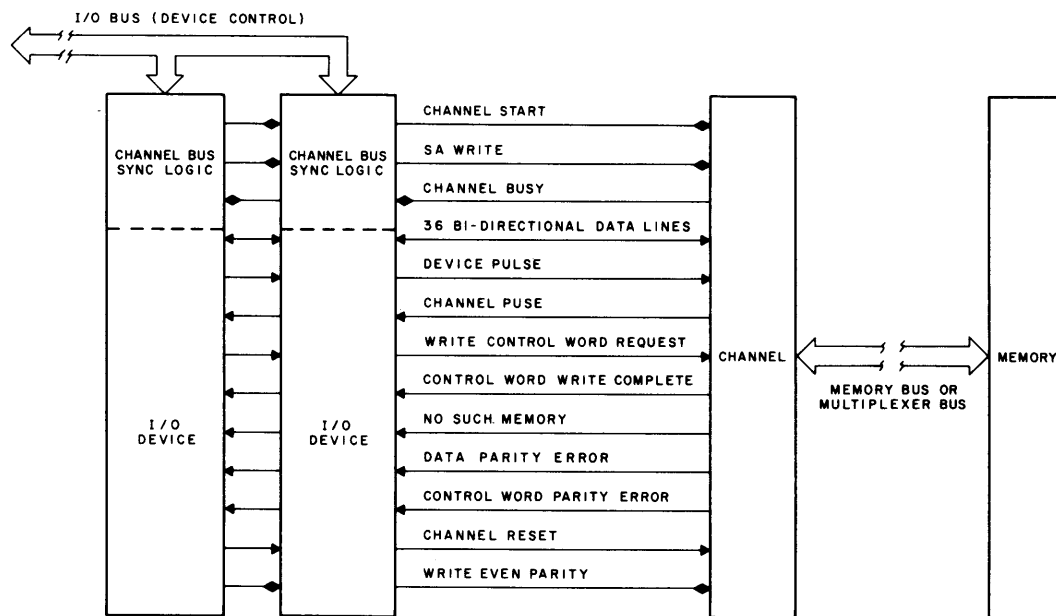 I/O BUS (DEVICE CONTROL)
CHANNEL BUS
SYNC LOGIC
CHANNEL BUS
SYNC LOGIC
CHANNEL START
SA WRITE
CHANNEL BUSY
36 BI-DIRECTIONAL DATA LINES
DEVICE PULSE
CHANNEL PUSE
WRITE CONTROL WORD REQUEST
CONTROL WORD WRITE COMPLETE
NO SUCH MEMORY
DATA PARITY ERROR
CONTROL WORD PARITY ERROR
CHANNEL RESET
WRITE EVEN PARITY
I/O
DEVICE
I/O
DEVICE
CHANNEL
MEMORY BUS OR
MULTIPLEXER BUS
MEMORY